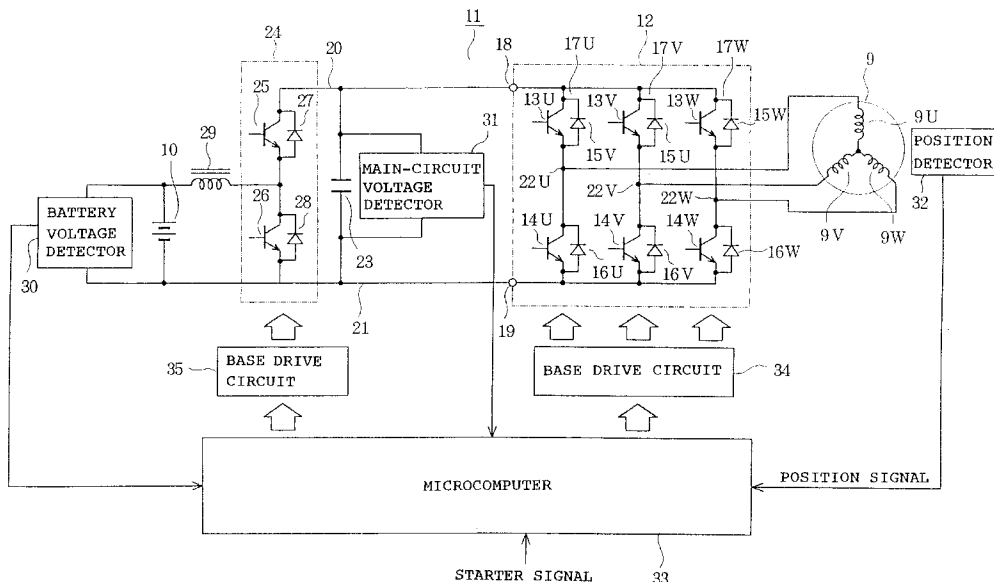 11
24
20
18
12
17U
17V
17W
9
25
27
13U
13V
13W
15W
9U
29
31
MAIN-CIRCUIT
VOLTAGE
DETECTOR
15V
15U
POSITION
DETECTOR
10
22U
22V
22W
32
26
28
14U
14V
14W
9V
9W
BATTERY
VOLTAGE
DETECTOR
23
16U
16V
16W
30
21
19
35
BASE DRIVE
CIRCUIT
BASE DRIVE CIRCUIT
34
MICROCOMPUTER
POSITION SIGNAL
STARTER SIGNAL
33